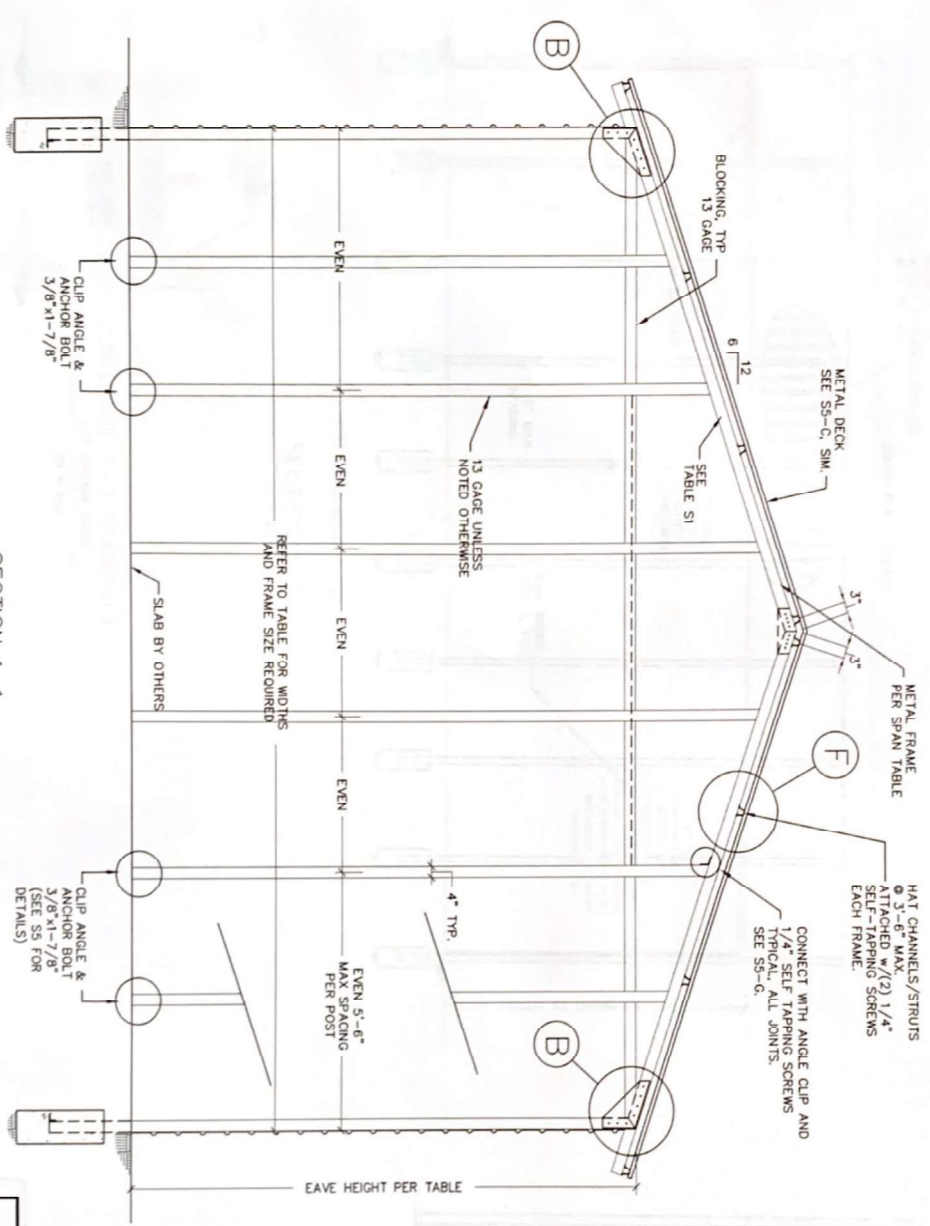 METAL DECK
SEE S5-C, SIM.
12
6
SEE
TABLE S1
3"
3"
METAL FRAME
PER SPAN TABLE
F
HAT CHANNELS/STRUTS
@ 3'-6" MAX.
ATTACHED w/(2) 1/4"
SELF-TAPPING SCREWS
EACH FRAME.
CONNECT WITH ANGLE CLIP AND
1/4" SELF TAPPING SCREWS
TYPICAL, ALL JOINTS.
SEE S5-G.
B
B
BLOCKING, TYP
13 GAGE
13 GAGE UNLESS
NOTED OTHERWISE
4" TYP.
EVEN
EVEN
EVEN
EVEN
EVEN
EVEN 5'-6"
MAX SPACING
PER POST
REFER TO TABLE FOR WIDTHS
AND FRAME SIZE REQUIRED
EAVE HEIGHT PER TABLE
CLIP ANGLE &
ANCHOR BOLT
3/8"x1-7/8"
SLAB BY OTHERS
CLIP ANGLE &
ANCHOR BOLT
3/8"x1-7/8"
(SEE S5 FOR
DETAILS)